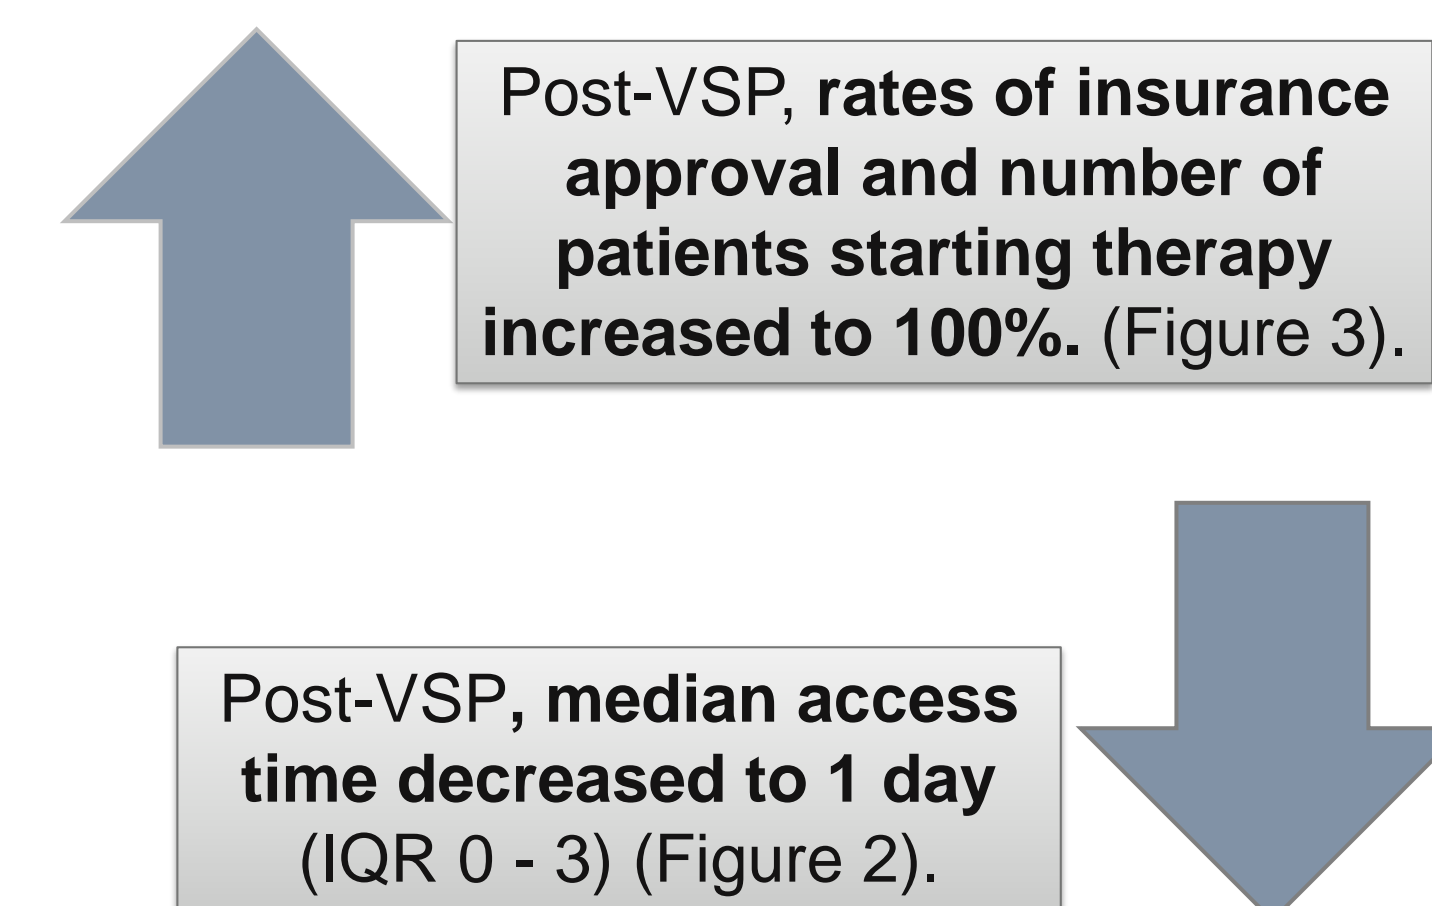 Post-VSP, rates of insurance
approval and number of
patients starting therapy
increased to 100%. (Figure 3).
Post-VSP, median access
time decreased to 1 day
(IQR 0 - 3) (Figure 2).